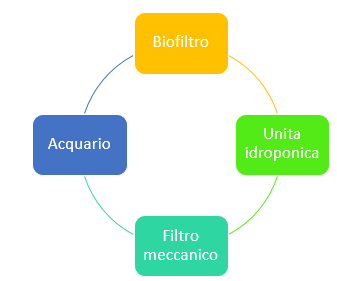 Biofiltro
Unita
idroponica
Filtro
meccanico
Acquario